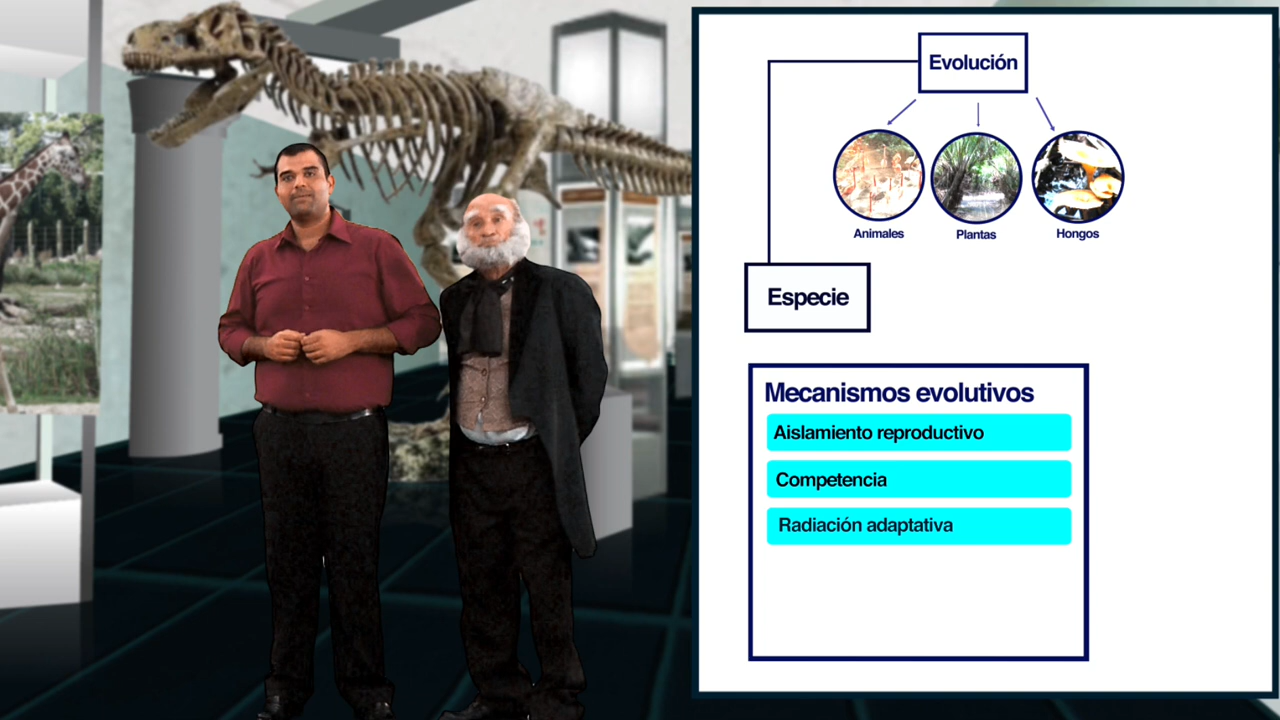 Evolución
Animales
Plantas
Hongos
Especie
Mecanismos evolutivos
Aislamiento reproductivo
Competencia
Radiación adaptativa